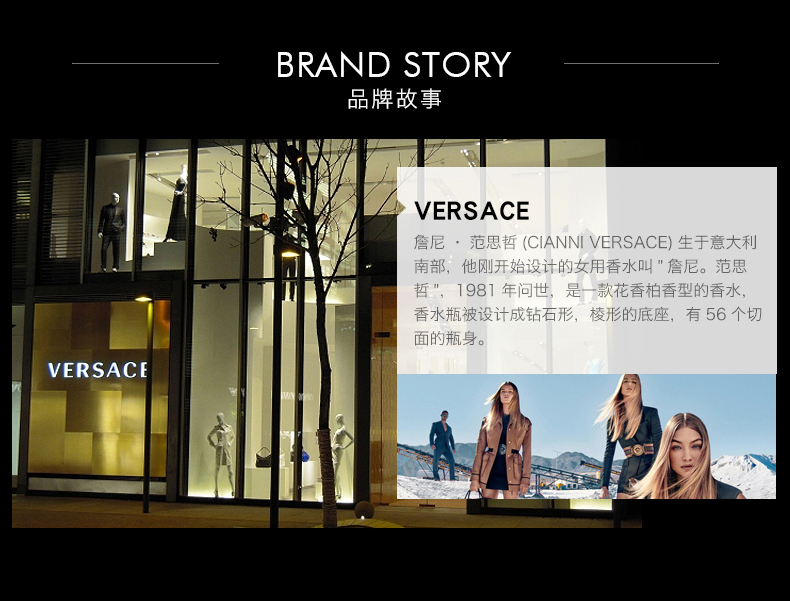 BRAND STORY
品牌故事
VERSACE
詹尼 · 范思哲 (CIANNI VERSACE) 生于意大利
南部，他刚开始设计的女用香水叫 " 詹尼。范思
哲 "，1981 年问世，是一款花香柏香型的香水，
香水瓶被设计成钻石形，棱形的底座，有 56 个切
面的瓶身。
VERSACE